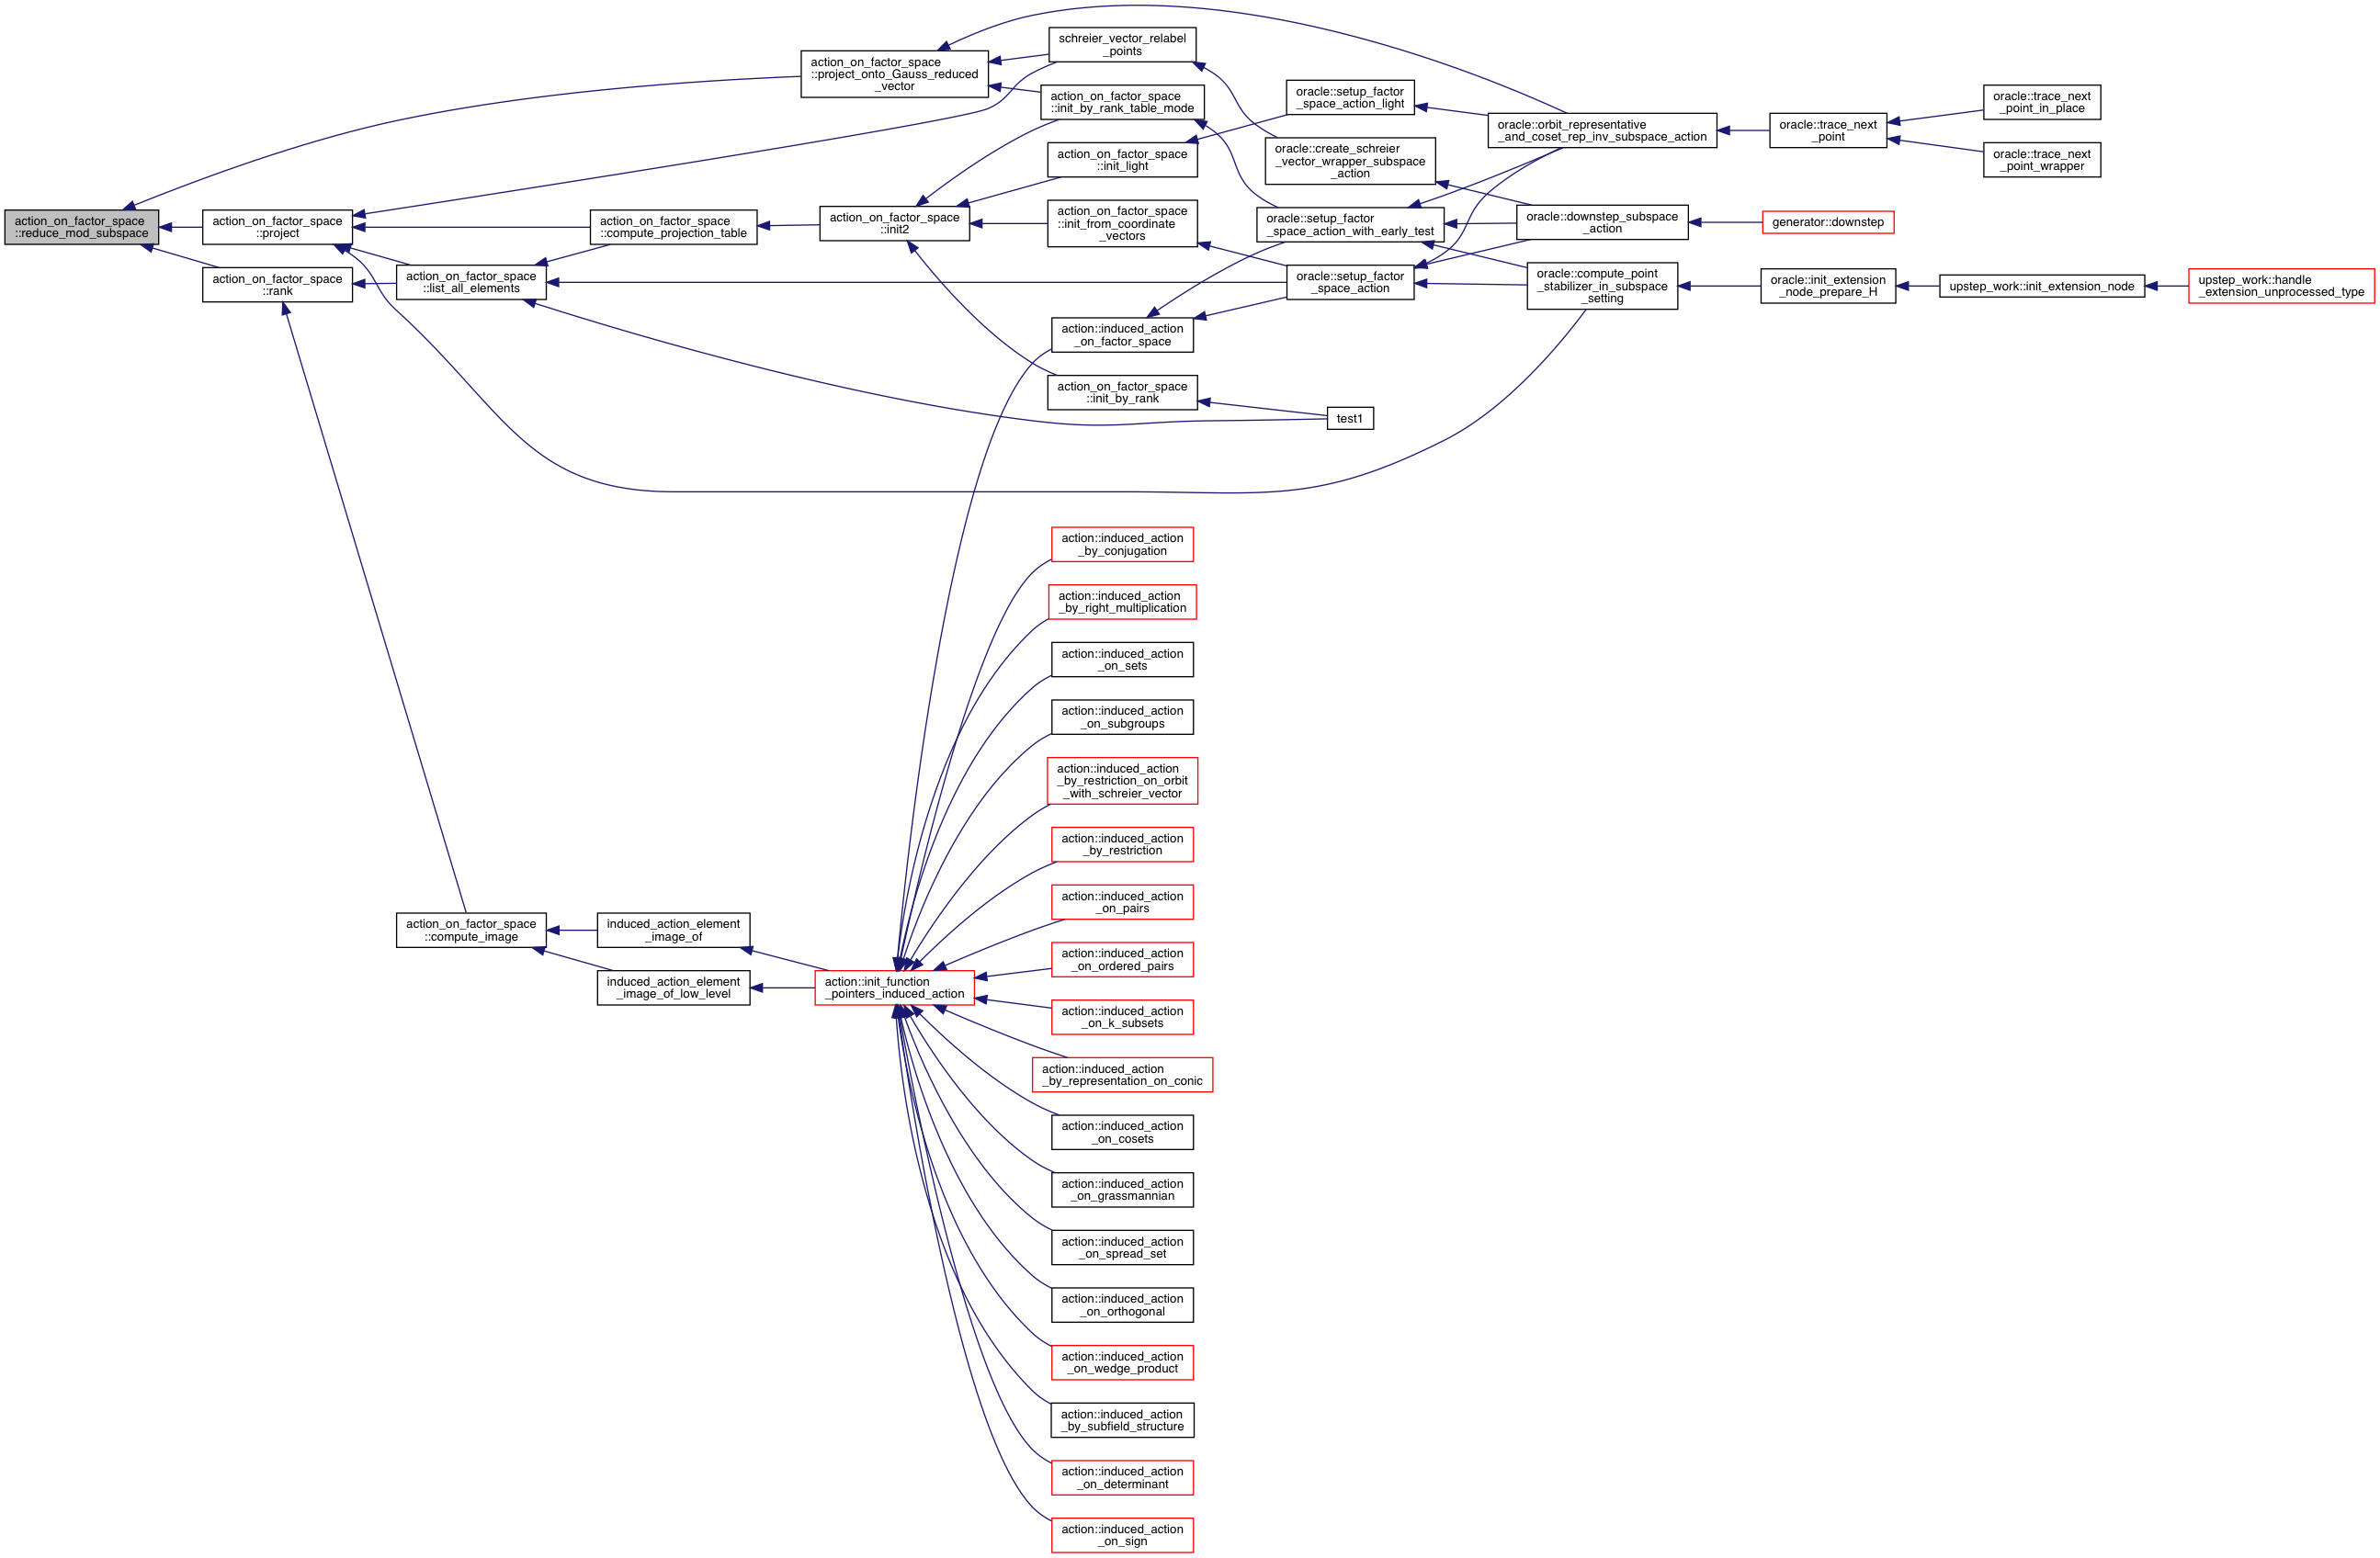 action_on_factor_space
::reduce_mod_subspace
action_on_factor_space
::project_onto_Gauss_reduced
_vector
schreier_vector_relabel
_points
action_on_factor_space
::init_by_rank_table_mode
oracle::setup_factor
_space_action_light
oracle::orbit_representative
_and_coset_rep_inv_subspace_action
oracle::trace_next
_point
oracle::trace_next
_point_in_place
oracle::trace_next
_point_wrapper
action_on_factor_space
::init_light
oracle::create_schreier
_vector_wrapper_subspace
_action
action_on_factor_space
::project
action_on_factor_space
::compute_projection_table
action_on_factor_space
::init2
action_on_factor_space
::init_from_coordinate
_vectors
oracle::setup_factor
_space_action_with_early_test
oracle::downstep_subspace
_action
generator::downstep
action_on_factor_space
::rank
action_on_factor_space
::list_all_elements
oracle::setup_factor
_space_action
oracle::compute_point
_stabilizer_in_subspace
_setting
oracle::init_extension
_node_prepare_H
upstep_work::init_extension_node
upstep_work::handle
_extension_unprocessed_type
action::induced_action
_on_factor_space
action_on_factor_space
::init_by_rank
test1
action::induced_action
_by_conjugation
action::induced_action
_by_right_multiplication
action::induced_action
_on_sets
action::induced_action
_on_subgroups
action::induced_action
_by_restriction_on_orbit
_with_schreier_vector
action::induced_action
_by_restriction
action::induced_action
_on_pairs
action_on_factor_space
::compute_image
induced_action_element
_image_of
induced_action_element
_image_of_low_level
action::init_function
_pointers_induced_action
action::induced_action
_on_ordered_pairs
action::induced_action
_on_k_subsets
action::induced_action
_by_representation_on_conic
action::induced_action
_on_cosets
action::induced_action
_on_grassmannian
action::induced_action
_on_spread_set
action::induced_action
_on_orthogonal
action::induced_action
_on_wedge_product
action::induced_action
_by_subfield_structure
action::induced_action
_on_determinant
action::induced_action
_on_sign